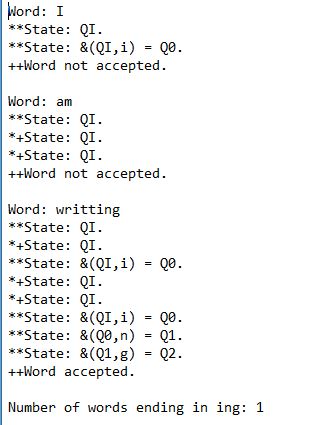 Word: I
**State: QI.
**State: &(QI,i) = Q0.
++Word not accepted.

Word: am
**State: QI.
*+State: QI.
*+State: QI.
++Word not accepted.

Word: writting
**State: QI.
*+State: QI.
**State: &(QI,i) = Q0.
*+State: QI.
*+State: QI.
**State: &(QI,i) = Q0.
**State: &(Q0,n) = Q1.
**State: &(Q1,g) = Q2.
++Word accepted.

Number of words ending in ing: 1